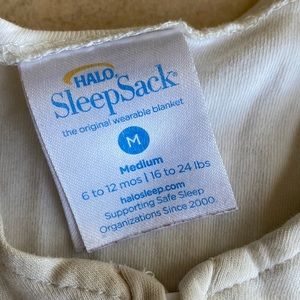 HALO®
SleepSack®
the original wearable blanket
M
Medium
6 to 12 mos | 16 to 24 lbs
halosleep.com
Supporting Safe Sleep
Organizations Since 2000.